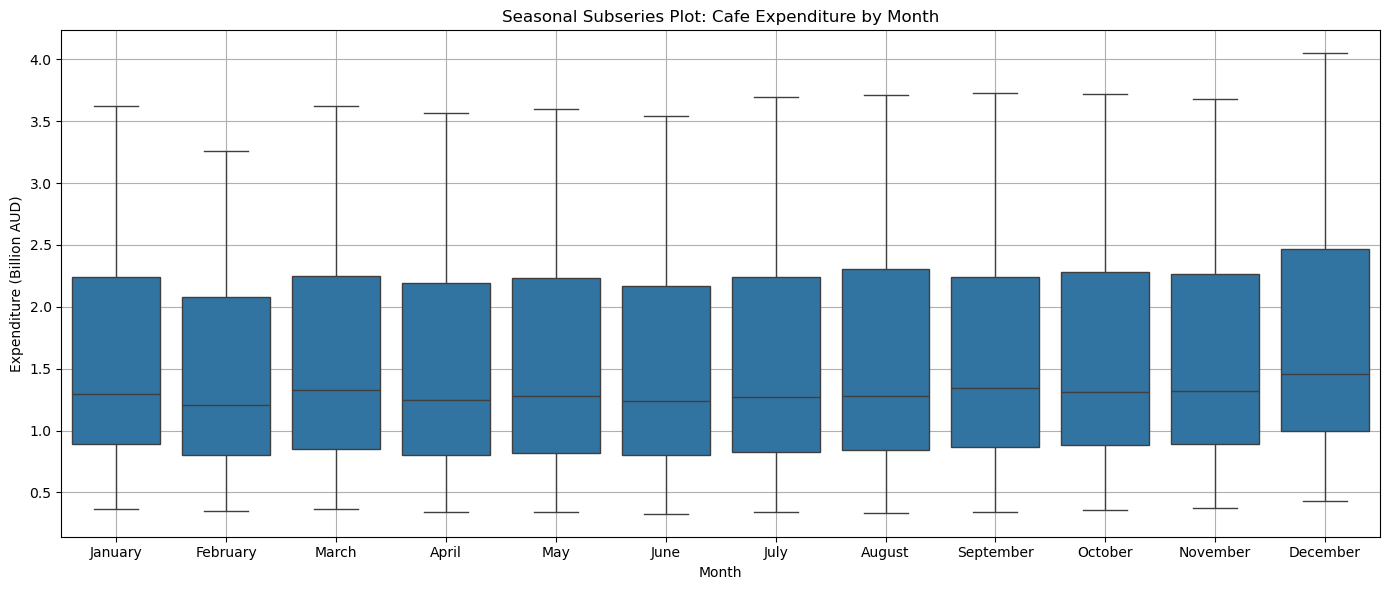 Seasonal Subseries Plot: Cafe Expenditure by Month
Expenditure (Billion AUD)
4.0
3.5
3.0
2.5
2.0
1.5
1.0
0.5
January February March April May June July August September October November December
Month